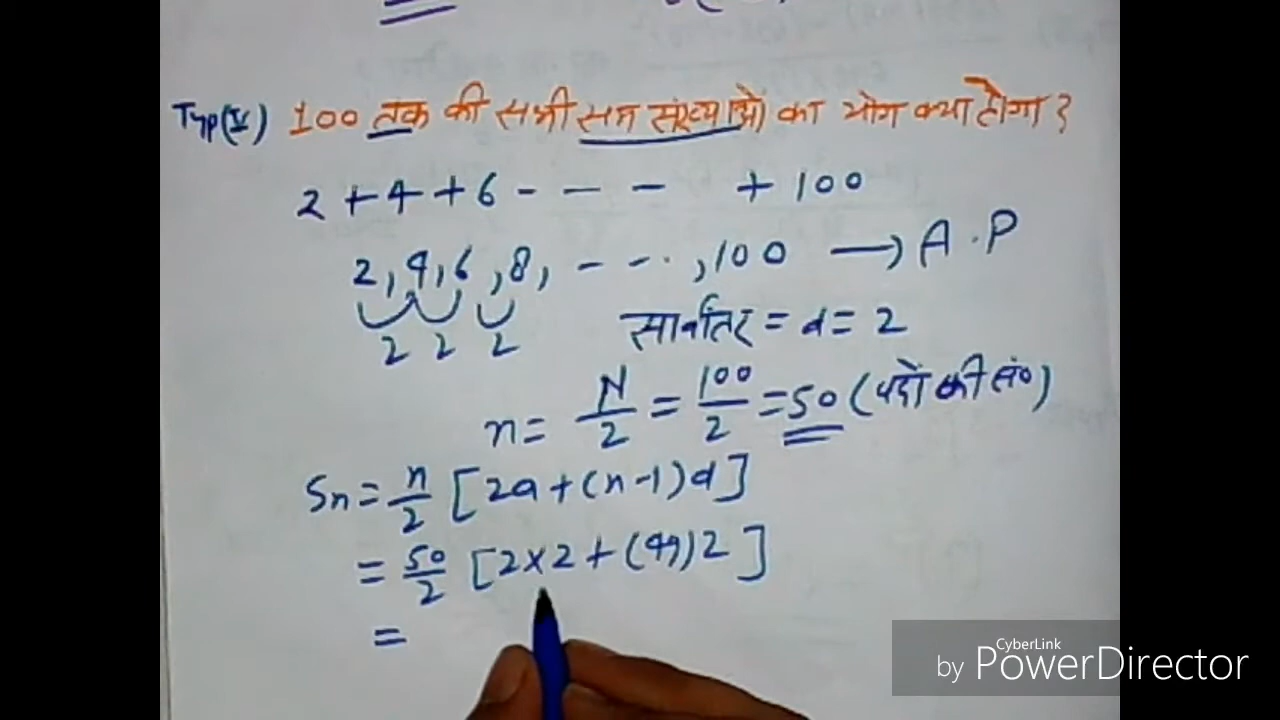 Typ(V) 100 तक की सभी सम संख्याओं का योग क्या होगा ?
2 + 4 + 6 - - - + 100
2, 4, 6, 8, - - -, 100 → A.P
2 2 2 सार्वांतर = d = 2
n = N/2 = 100/2 = 50 (पदों की सं०)
Sn = n/2 [2a + (n-1)d]
= 50/2 [2×2 + (49)2]
=
CyberLink
by PowerDirector